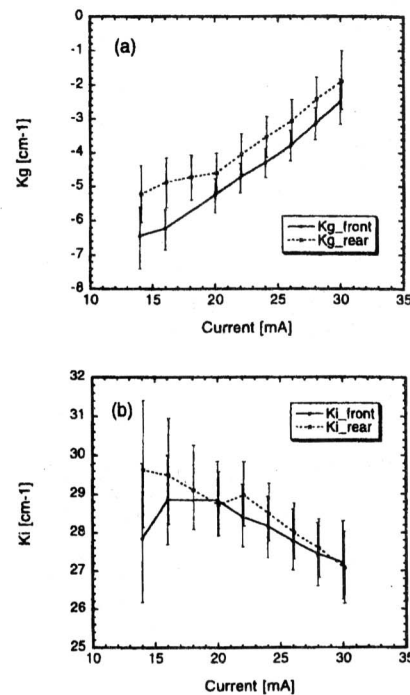 (a)
Kg [cm-1]
0
-1
-2
-3
-4
-5
-6
-7
-8
Kg_front
Kg_rear
10 15 20 25 30 35
Current [mA]
(b)
Ki [cm-1]
32
31
30
29
28
27
26
25
Ki_front
Ki_rear
10 15 20 25 30 35
Current [mA]